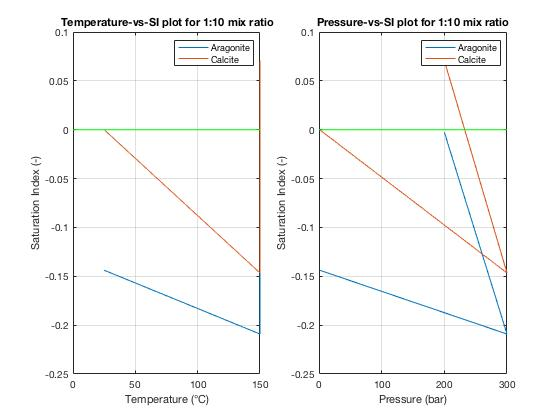 Temperature-vs-SI plot for 1:10 mix ratio
0.1
0.05
0
-0.05
-0.1
-0.15
-0.2
-0.25
Saturation Index (-)
Aragonite
Calcite
0
50
100
150
Temperature (°C)
Pressure-vs-SI plot for 1:10 mix ratio
0.1
0.05
0
-0.05
-0.1
-0.15
-0.2
-0.25
Saturation Index (-)
Aragonite
Calcite
0
100
200
300
Pressure (bar)